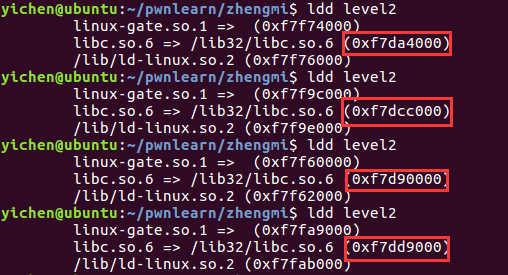 yichen@ubuntu:~/pwnlearn/zhengmi$ ldd level2
linux-gate.so.1 =>  (0xf7f74000)
libc.so.6 => /lib32/libc.so.6 (0xf7da4000)
/lib/ld-linux.so.2 (0xf7f76000)
yichen@ubuntu:~/pwnlearn/zhengmi$ ldd level2
linux-gate.so.1 =>  (0xf7f9c000)
libc.so.6 => /lib32/libc.so.6 (0xf7dcc000)
/lib/ld-linux.so.2 (0xf7f9e000)
yichen@ubuntu:~/pwnlearn/zhengmi$ ldd level2
linux-gate.so.1 =>  (0xf7f60000)
libc.so.6 => /lib32/libc.so.6 (0xf7d90000)
/lib/ld-linux.so.2 (0xf7f62000)
yichen@ubuntu:~/pwnlearn/zhengmi$ ldd level2
linux-gate.so.1 =>  (0xf7fa9000)
libc.so.6 => /lib32/libc.so.6 (0xf7dd9000)
/lib/ld-linux.so.2 (0xf7fab000)